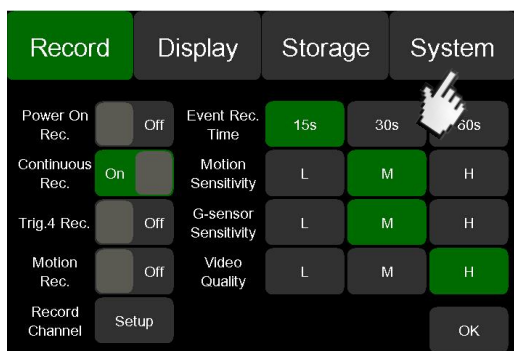 Record Display Storage System
Power On
Rec.
Off
Event Rec.
Time
15s 30s 60s
Continuous
Rec.
On
Motion
Sensitivity
L M H
Trig.4 Rec.
Off
G-sensor
Sensitivity
L M H
Motion
Rec.
Off
Video
Quality
L M H
Record
Channel
Setup
OK